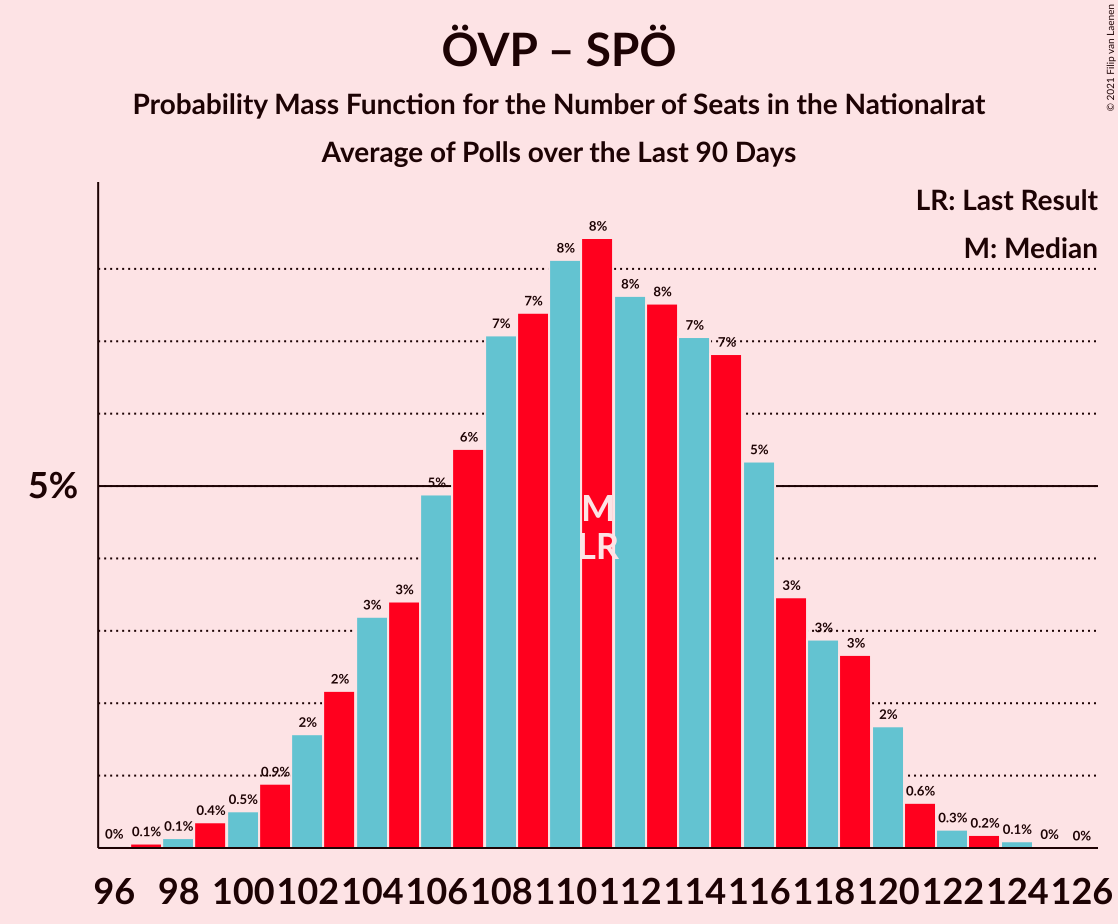 ÖVP – SPÖ
Probability Mass Function for the Number of Seats in the Nationalrat
Average of Polls over the Last 90 Days
© 2021 Filip van Laenen
LR: Last Result
M: Median
5%
0% 0.1% 0.1% 0.4% 0.5% 0.9% 2% 2% 3% 3% 5% 6% 7% 7% 8% 8% 8% 8% 7% 7% 5% 3% 3% 3% 2% 0.6% 0.3% 0.2% 0.1% 0% 0%
M
LR
96 98 100 102 104 106 108 110 112 114 116 118 120 122 124 126